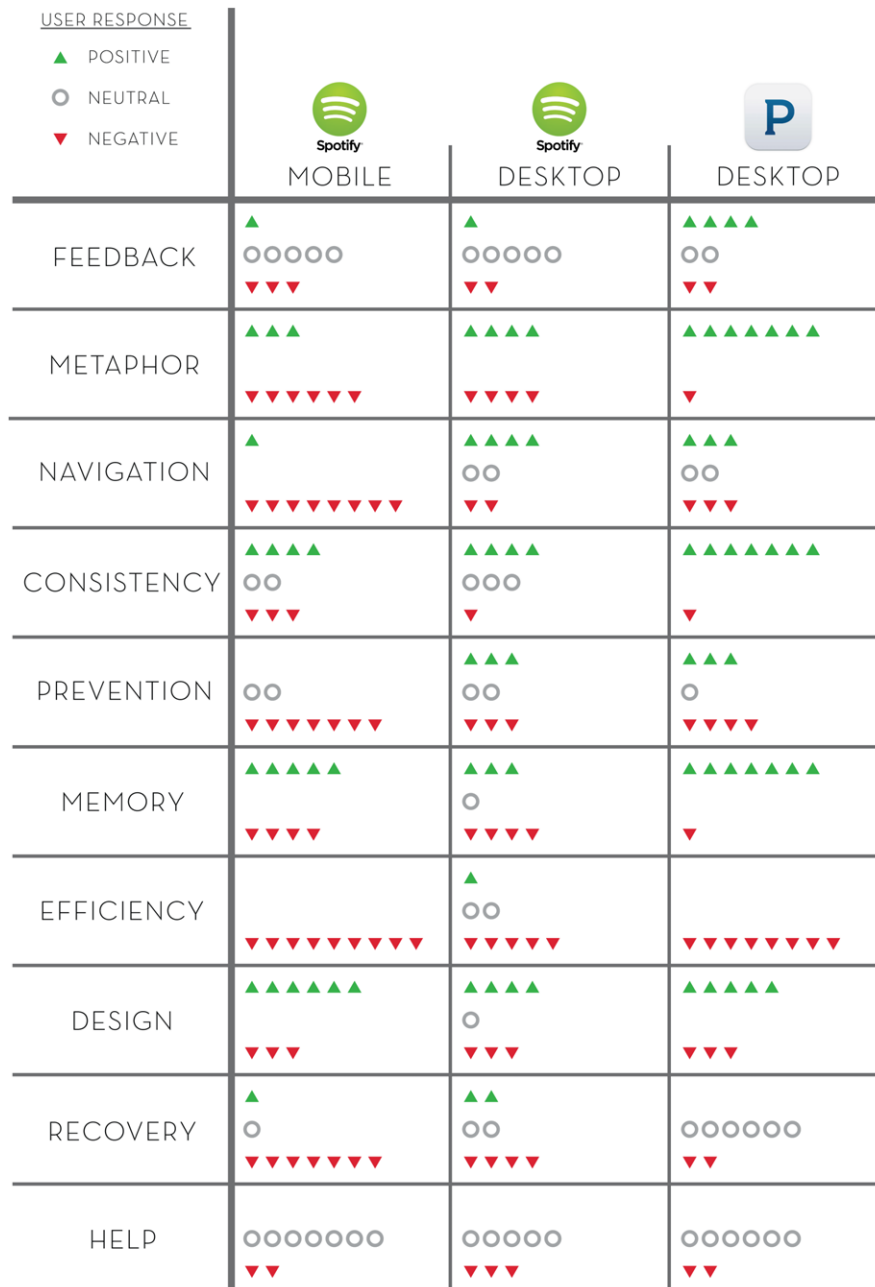 USER RESPONSE
POSITIVE
NEUTRAL
NEGATIVE
Spotify
MOBILE
Spotify
DESKTOP
P
DESKTOP
FEEDBACK
METAPHOR
NAVIGATION
CONSISTENCY
PREVENTION
MEMORY
EFFICIENCY
DESIGN
RECOVERY
HELP